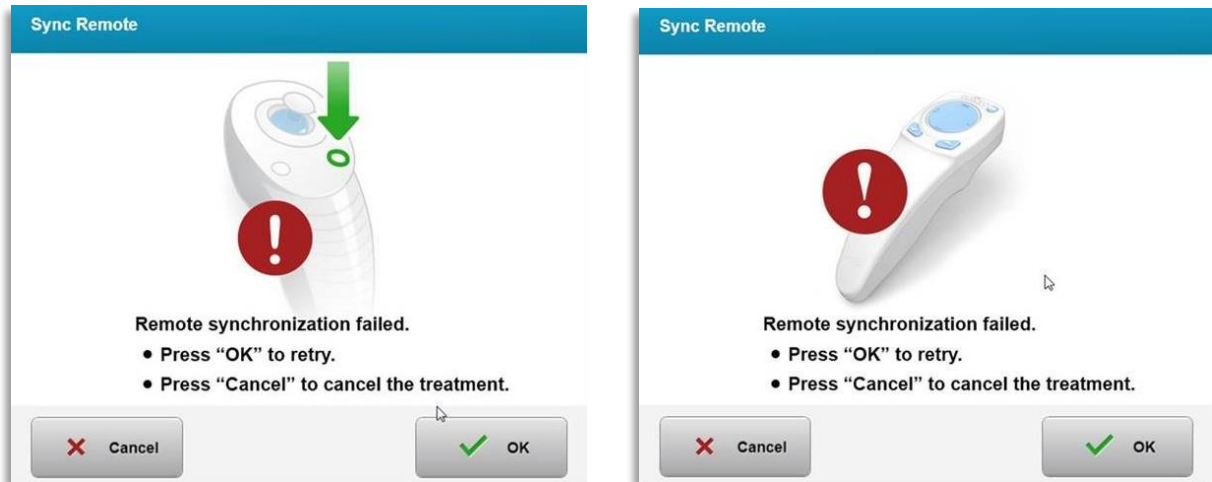 Sync Remote
Remote synchronization failed.
• Press “OK” to retry.
• Press “Cancel” to cancel the treatment.
Cancel
OK
Sync Remote
Remote synchronization failed.
• Press “OK” to retry.
• Press “Cancel” to cancel the treatment.
Cancel
OK